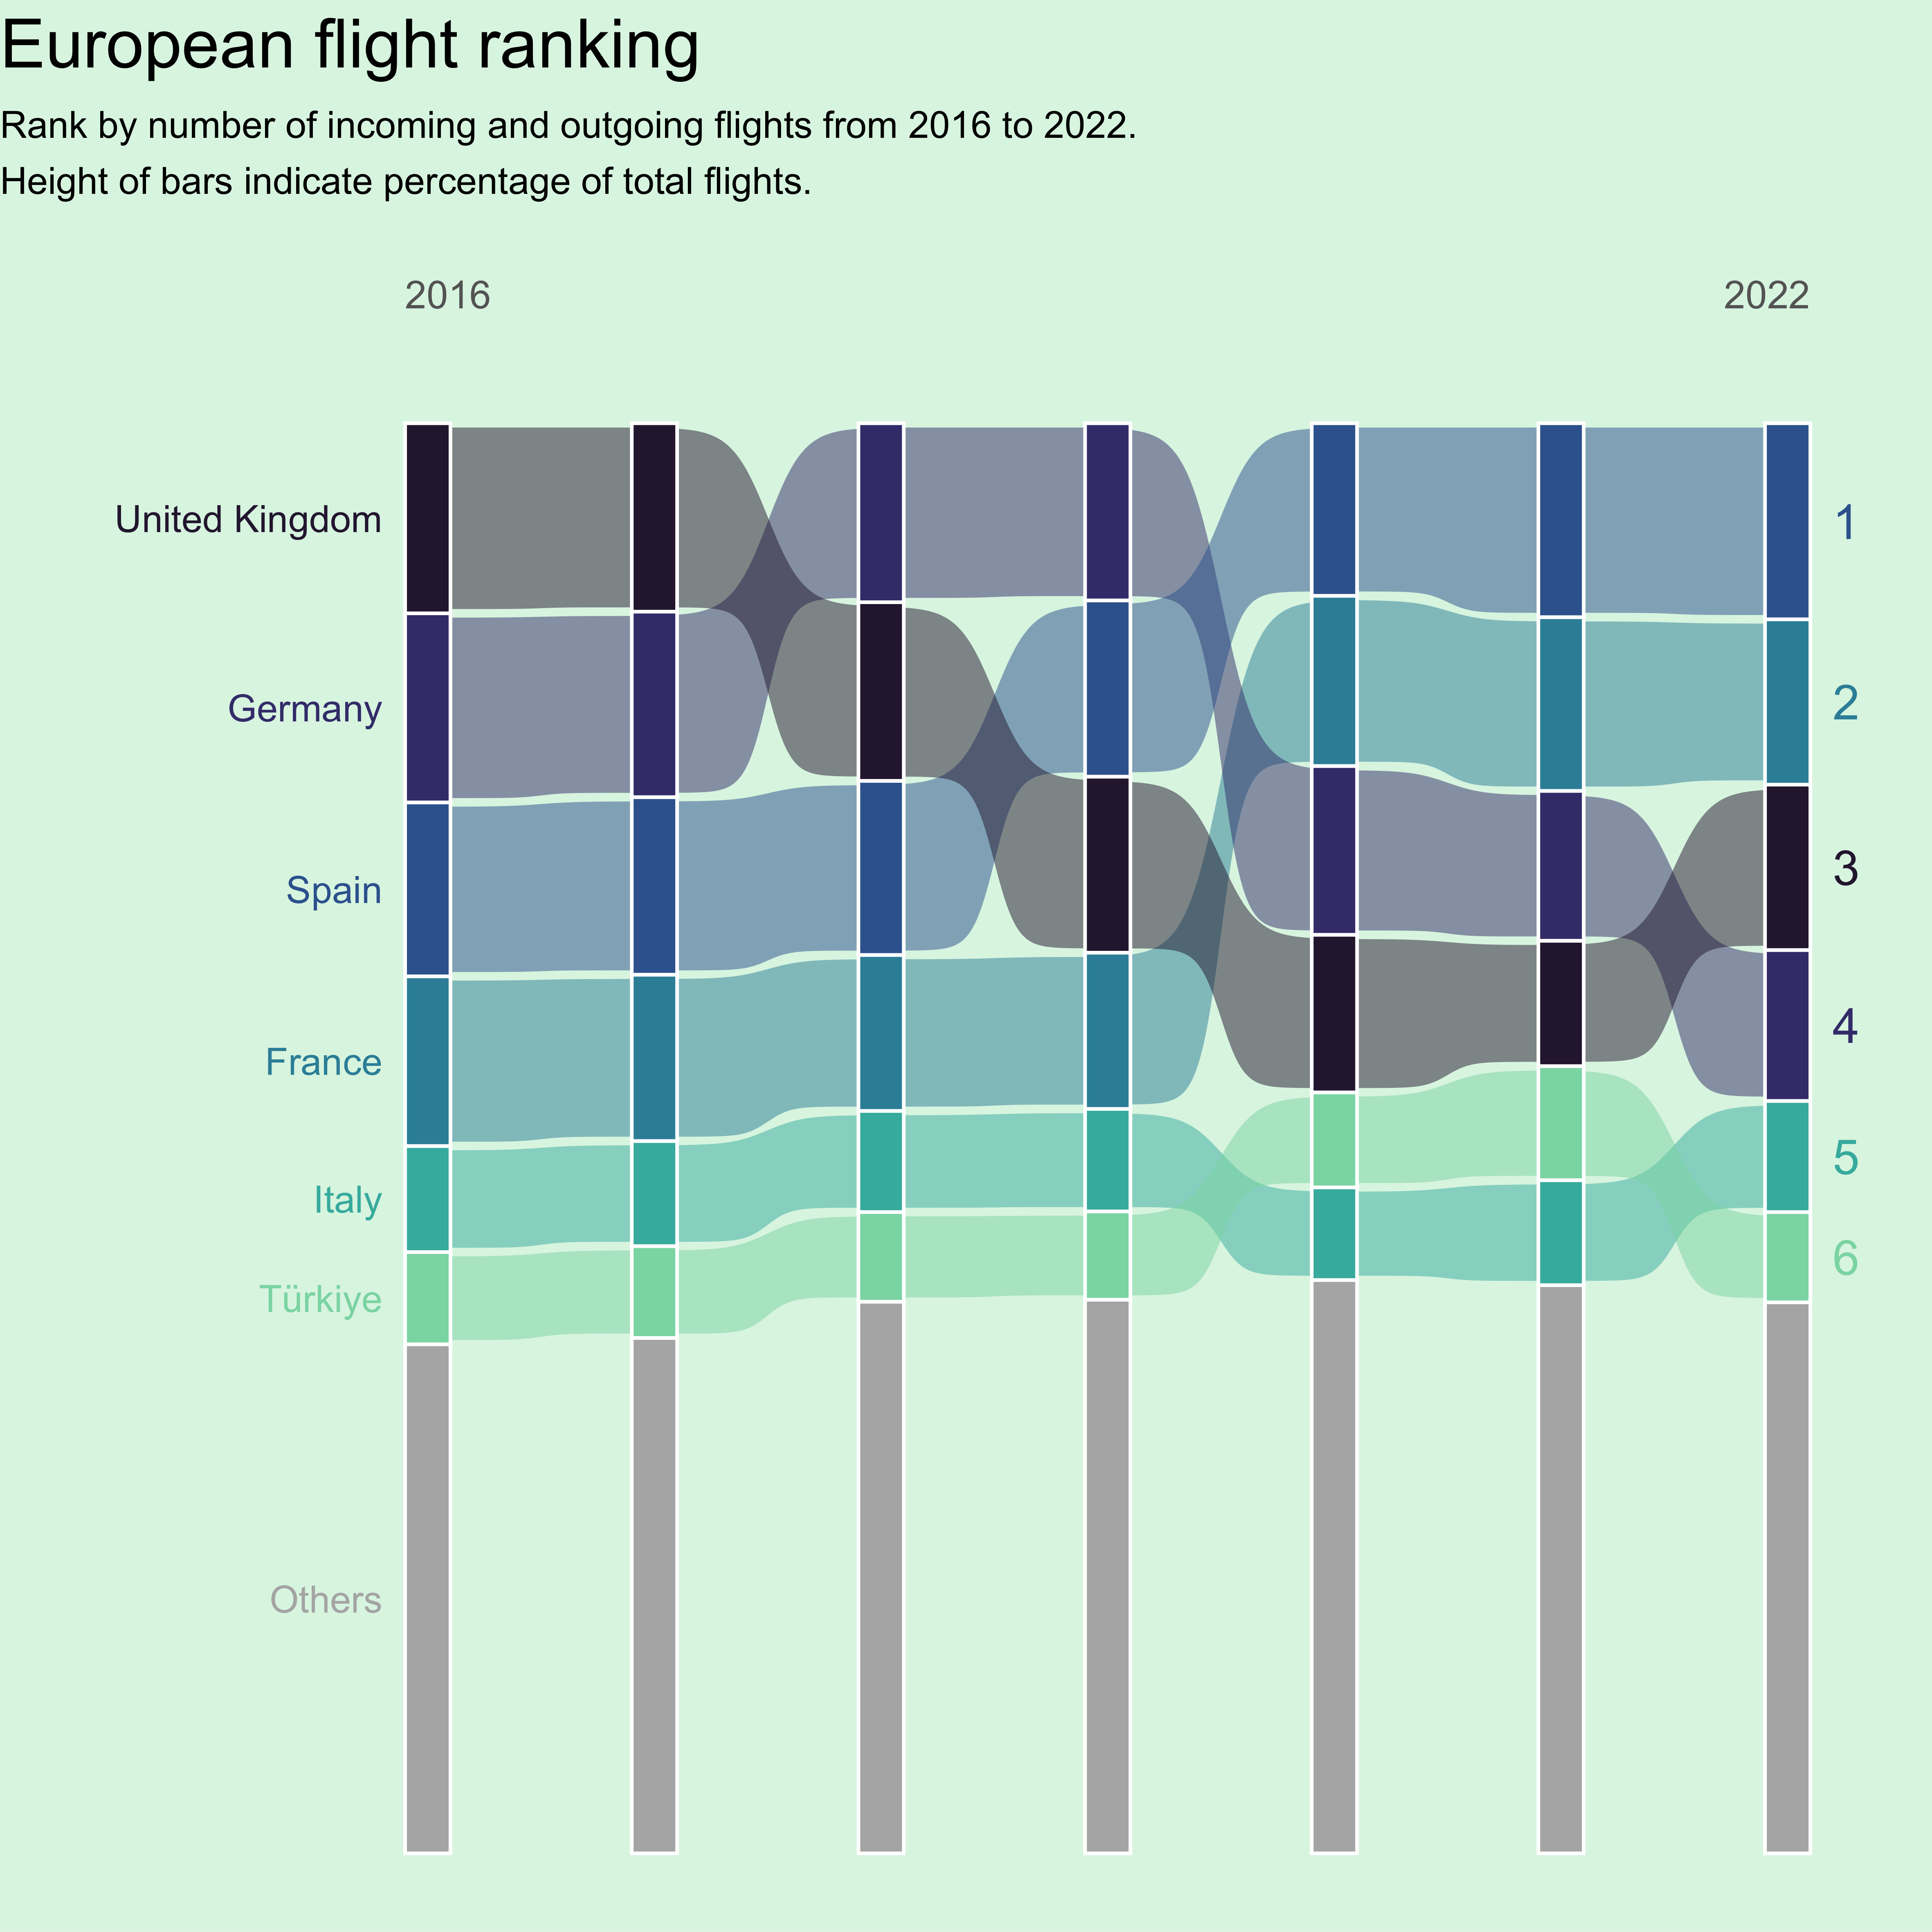 European flight ranking
Rank by number of incoming and outgoing flights from 2016 to 2022.
Height of bars indicate percentage of total flights.
2016
2022
United Kingdom
1
Germany
2
Spain
3
France
4
Italy
5
Türkiye
6
Others